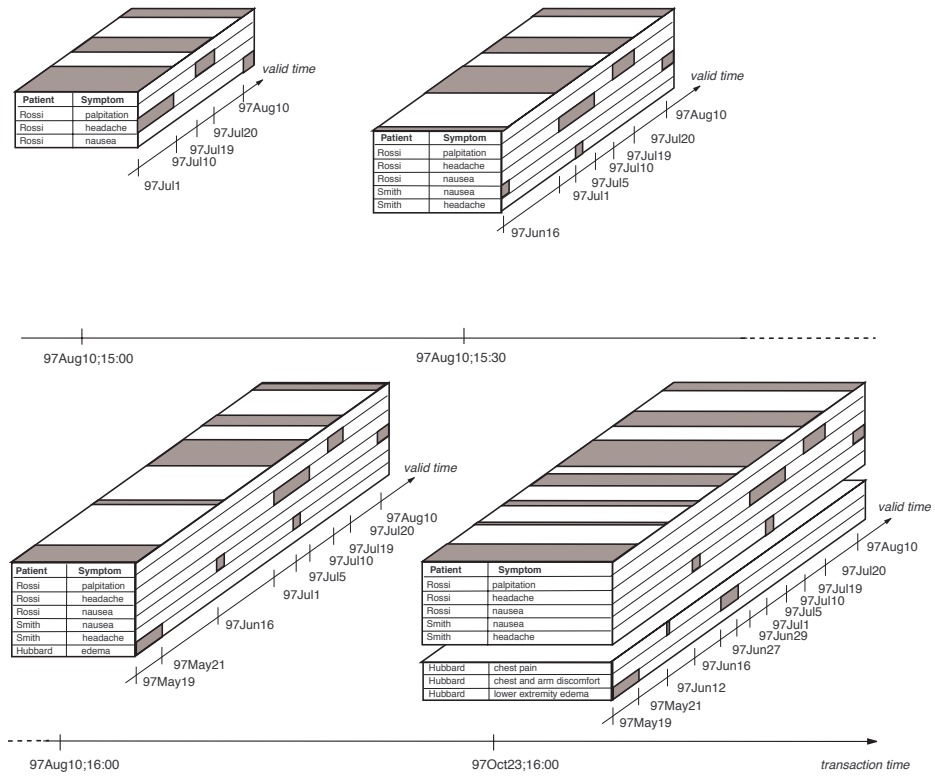 valid time
Patient Symptom
Rossi palpitation
Rossi headache
Rossi nausea
97Aug10
97Jul20
97Jul19
97Jul10
97Jul1
valid time
Patient Symptom
Rossi palpitation
Rossi headache
Rossi nausea
Smith nausea
Smith headache
97Aug10
97Jul20
97Jul19
97Jul10
97Jul5
97Jul1
97Jun16
97Aug10;15:00
97Aug10;15:30
valid time
Patient Symptom
Rossi palpitation
Rossi headache
Rossi nausea
Smith nausea
Smith headache
Hubbard edema
97Aug10
97Jul20
97Jul19
97Jul10
97Jul5
97Jul1
97Jun16
97May21
97May19
valid time
Patient Symptom
Rossi palpitation
Rossi headache
Rossi nausea
Smith nausea
Smith headache
Hubbard chest pain
Hubbard chest and arm discomfort
Hubbard lower extremity edema
97Aug10
97Jul20
97Jul19
97Jul10
97Jul5
97Jul1
97Jun29
97Jun27
97Jun16
97Jun12
97May21
97May19
97Aug10;16:00
97Oct23;16:00
transaction time